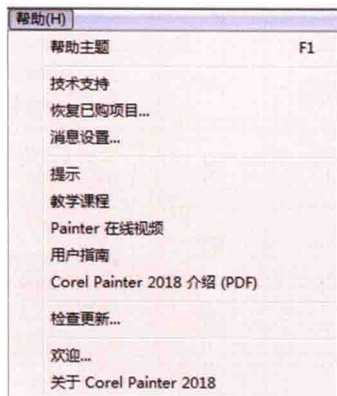 帮助(H)
帮助主题 F1
技术支持
恢复已购项目...
消息设置...
提示
教学课程
Painter 在线视频
用户指南
Corel Painter 2018 介绍 (PDF)
检查更新...
欢迎...
关于 Corel Painter 2018